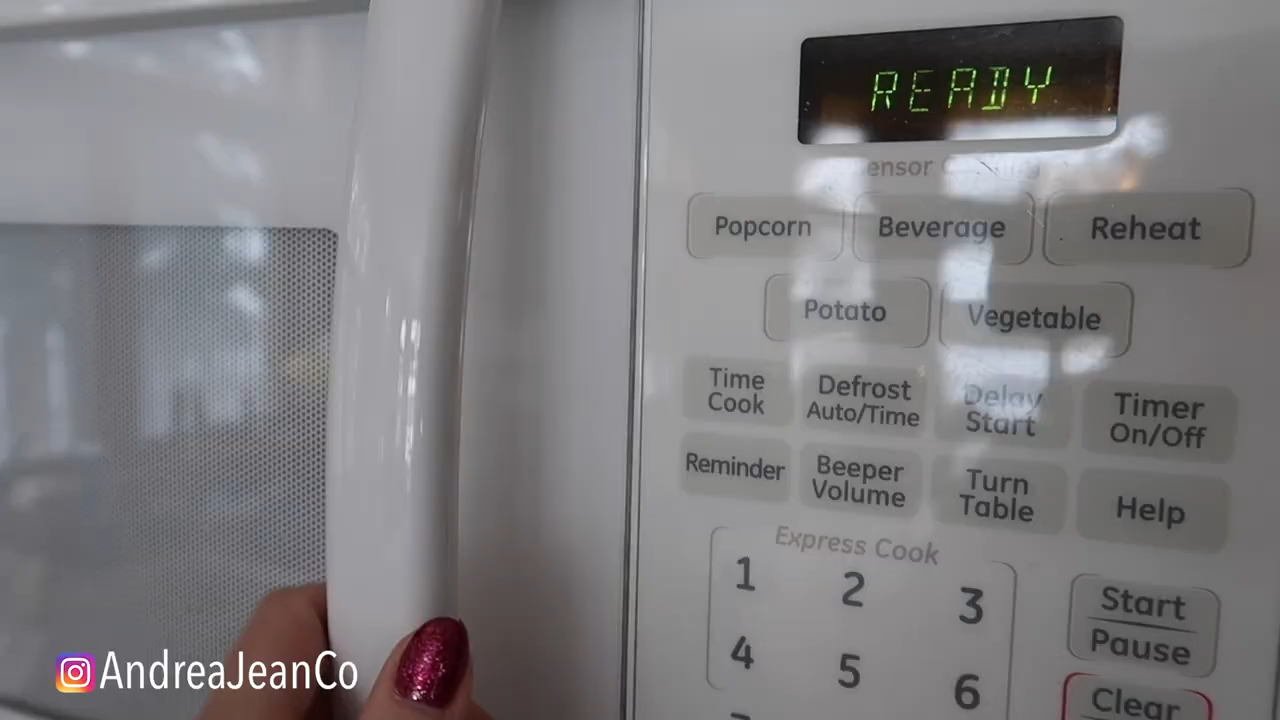 READY
Popcorn Beverage Reheat
Potato Vegetable
Time Cook
Defrost Auto/Time
Delay Start
Timer On/Off
Reminder
Beeper Volume
Turn Table
Help
Express Cook
1 2 3
4 5 6
Start
Pause
Clear
AndreaJeanCo